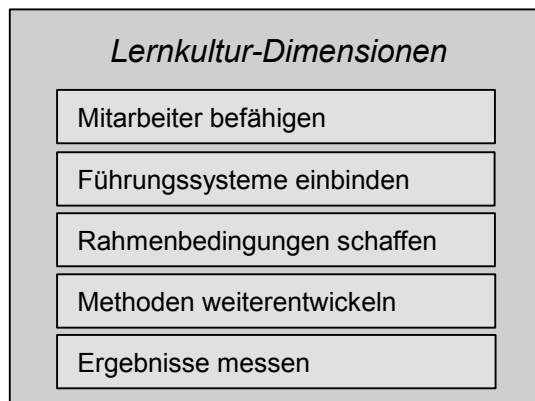 Lernkultur-Dimensionen
Mitarbeiter befähigen
Führungssysteme einbinden
Rahmenbedingungen schaffen
Methoden weiterentwickeln
Ergebnisse messen